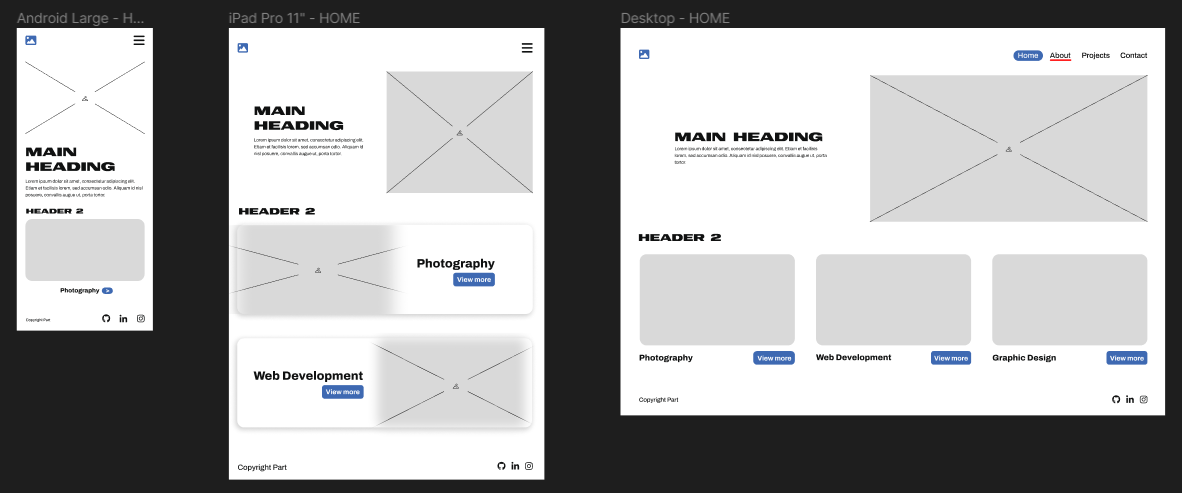 Android Large - H...
MAIN
HEADING
Lorem ipsum dolor sit amet, consectetur adipiscing elit.
Etiam et facilisis lorem, sed accumsan odio. Aliquam id nisl
posuere, convallis augue ut, porta tortor.
HEADER 2
Photography >
Copyright Part
iPad Pro 11" - HOME
MAIN
HEADING
Lorem ipsum dolor sit amet, consectetur adipiscing elit.
Etiam et facilisis lorem, sed accumsan odio. Aliquam id
nisl posuere, convallis augue ut, porta tortor.
HEADER 2
Photography
View more
Web Development
View more
Copyright Part
in
Desktop - HOME
Home About Projects Contact
MAIN HEADING
Lorem ipsum dolor sit amet, consectetur adipiscing elit. Etiam et facilisis
lorem, sed accumsan odio. Aliquam id nisl posuere, convallis augue ut, porta
tortor.
HEADER 2
Photography View more
Web Development View more
Graphic Design View more
Copyright Part
in